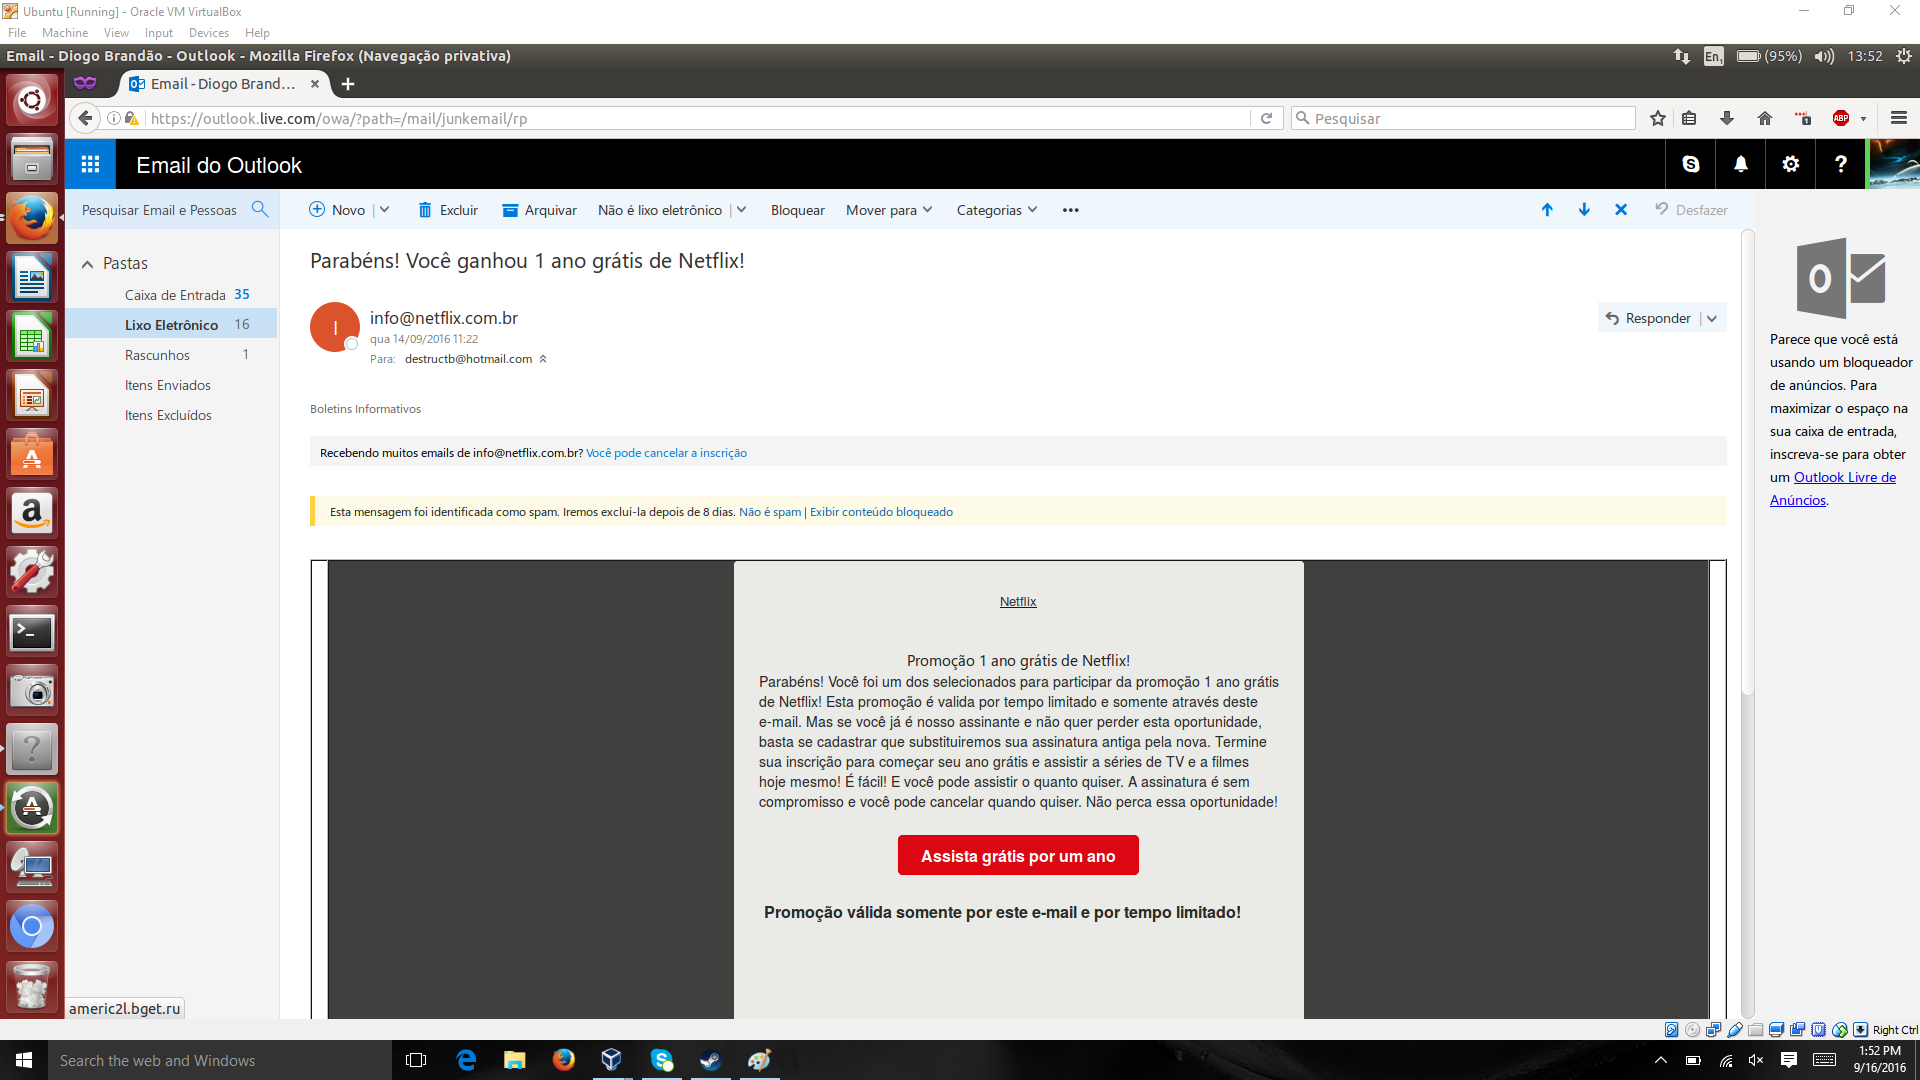 Ubuntu [Running] - Oracle VM VirtualBox
File Machine View Input Devices Help
Email - Diogo Brandão - Outlook - Mozilla Firefox (Navegação privativa)
En1 (95%) 13:52
Email - Diogo Brand...
https://outlook.live.com/owa/?path=/mail/junkemail/rp
Pesquisar
ABP
Email do Outlook
Pesquisar Email e Pessoas
Novo
Excluir
Arquivar
Não é lixo eletrônico
Bloquear
Mover para
Categorias
Desfazer
Pastas
Caixa de Entrada 35
Lixo Eletrônico 16
Rascunhos 1
Itens Enviados
Itens Excluídos
Parabéns! Você ganhou 1 ano grátis de Netflix!
I
info@netflix.com.br
qua 14/09/2016 11:22
Para: destructb@hotmail.com
Responder
Boletins Informativos
Recebendo muitos emails de info@netflix.com.br? Você pode cancelar a inscrição
Esta mensagem foi identificada como spam. Iremos excluí-la depois de 8 dias. Não é spam | Exibir conteúdo bloqueado
Netflix
Promoção 1 ano grátis de Netflix!
Parabéns! Você foi um dos selecionados para participar da promoção 1 ano grátis
de Netflix! Esta promoção é valida por tempo limitado e somente através deste
e-mail. Mas se você já é nosso assinante e não quer perder esta oportunidade,
basta se cadastrar que substituiremos sua assinatura antiga pela nova. Termine
sua inscrição para começar seu ano grátis e assistir a séries de TV e a filmes
hoje mesmo! É fácil! E você pode assistir o quanto quiser. A assinatura é sem
compromisso e você pode cancelar quando quiser. Não perca essa oportunidade!
Assista grátis por um ano
Promoção válida somente por este e-mail e por tempo limitado!
Parece que você está
usando um bloqueador
de anúncios. Para
maximizar o espaço na
sua caixa de entrada,
inscreva-se para obter
um Outlook Livre de
Anúncios.
americ2l.bget.ru
Right Ctrl
Search the web and Windows
1:52 PM
9/16/2016